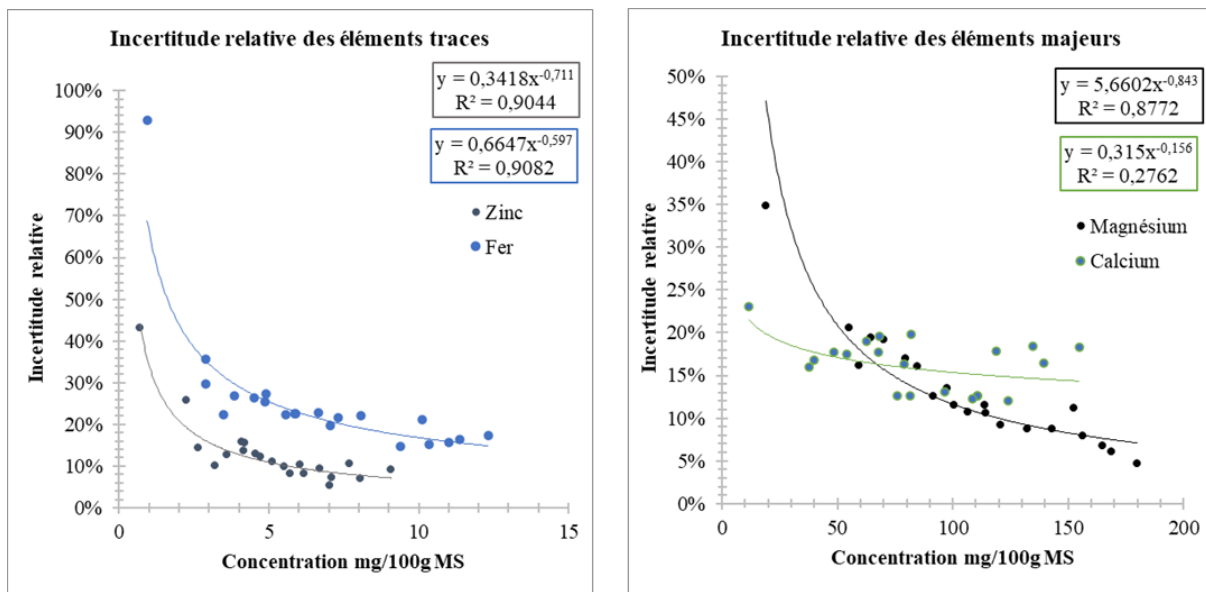 Incertitude relative des éléments traces
y = 0,3418x^-0,711
R² = 0,9044
y = 0,6647x^-0,597
R² = 0,9082
Zinc
Fer
100%
90%
80%
70%
60%
50%
40%
30%
20%
10%
0%
Incertitude relative
0 5 10 15
Concentration mg/100g MS
Incertitude relative des éléments majeurs
y = 5,6602x^-0,843
R² = 0,8772
y = 0,315x^-0,156
R² = 0,2762
Magnésium
Calcium
50%
45%
40%
35%
30%
25%
20%
15%
10%
5%
0%
Incertitude relative
0 50 100 150 200
Concentration mg/100g MS